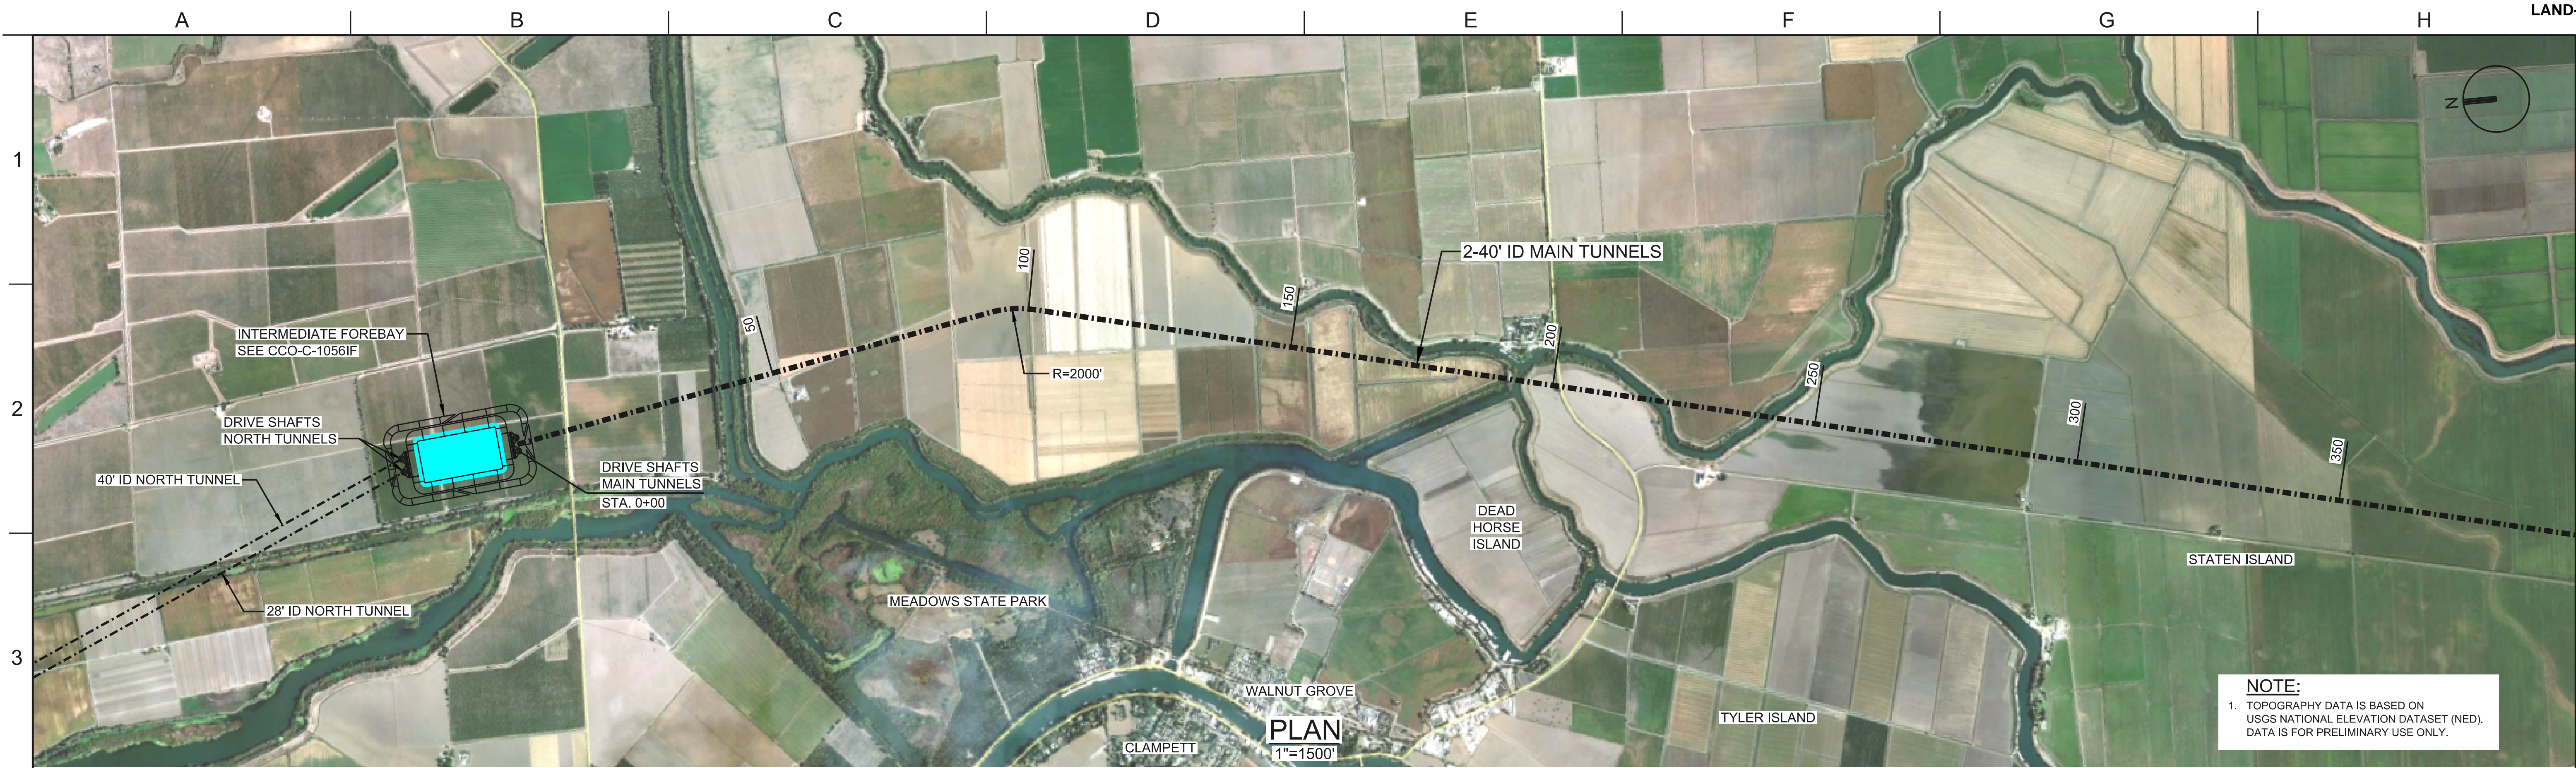 A
B
C
D
E
F
G
H
LAND-
1
2
3
N
INTERMEDIATE FOREBAY
SEE CCO-C-1056IF
DRIVE SHAFTS
NORTH TUNNELS
40' ID NORTH TUNNEL
28' ID NORTH TUNNEL
DRIVE SHAFTS
MAIN TUNNELS
STA. 0+00
50
100
R=2000'
150
2-40' ID MAIN TUNNELS
200
250
300
350
DEAD
HORSE
ISLAND
STATEN ISLAND
MEADOWS STATE PARK
WALNUT GROVE
CLAMPETT
TYLER ISLAND
PLAN
1"=1500'
NOTE:
1. TOPOGRAPHY DATA IS BASED ON
USGS NATIONAL ELEVATION DATASET (NED).
DATA IS FOR PRELIMINARY USE ONLY.